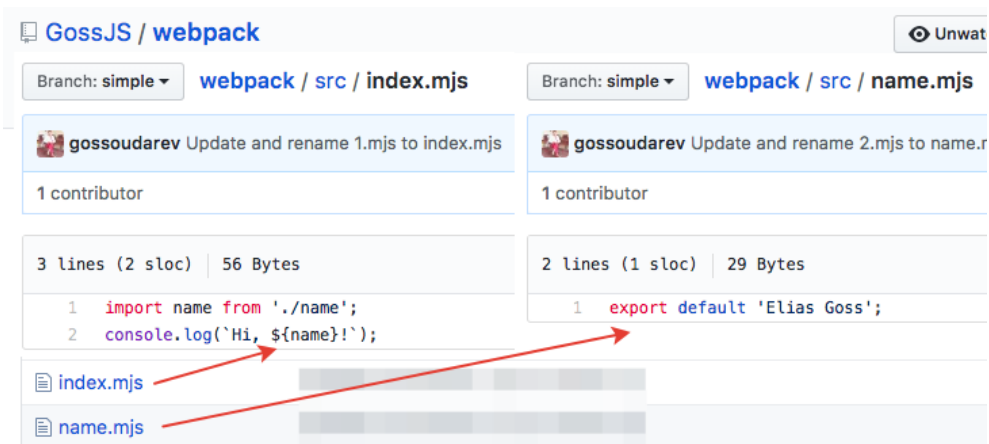 GossJS / webpack
Unwat
Branch: simple
webpack / src / index.mjs
gossoudarev Update and rename 1.mjs to index.mjs
1 contributor
3 lines (2 sloc) | 56 Bytes
1 import name from './name';
2 console.log(`Hi, ${name}!`);
Branch: simple
webpack / src / name.mjs
gossoudarev Update and rename 2.mjs to name.m
1 contributor
2 lines (1 sloc) | 29 Bytes
1 export default 'Elias Goss';
index.mjs
name.mjs